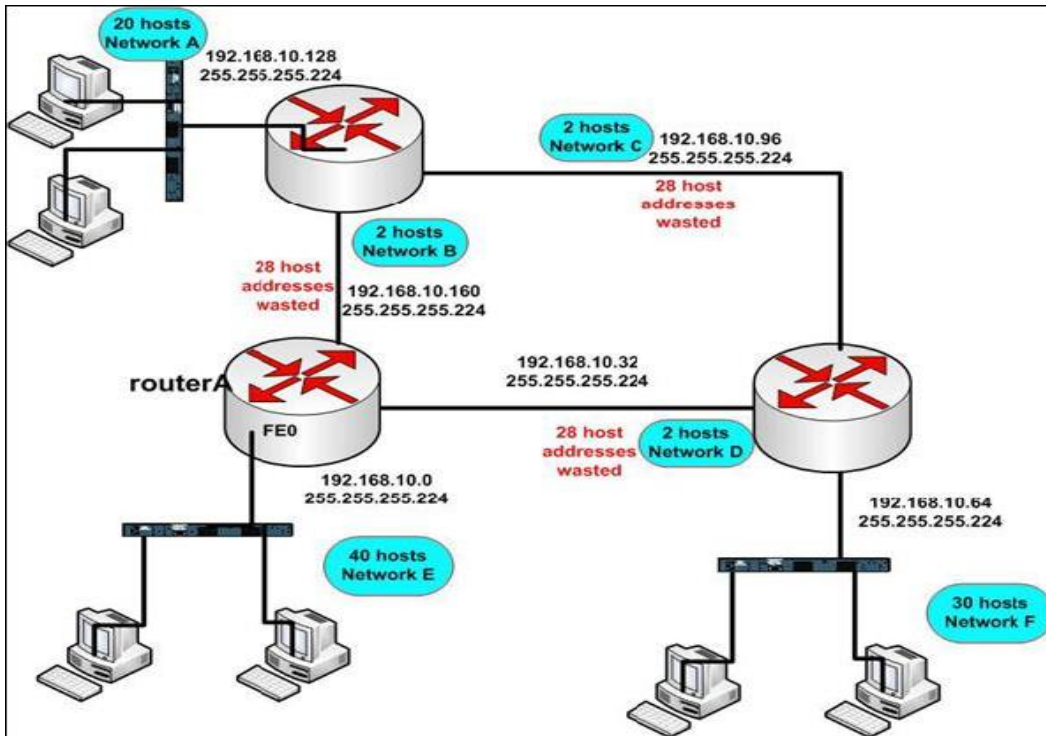 20 hosts
Network A
192.168.10.128
255.255.255.224
2 hosts
Network C
192.168.10.96
255.255.255.224
28 host
addresses
wasted
2 hosts
Network B
28 host
addresses
wasted
192.168.10.160
255.255.255.224
routerA
FE0
192.168.10.32
255.255.255.224
28 host
addresses
wasted
2 hosts
Network D
192.168.10.0
255.255.255.224
192.168.10.64
255.255.255.224
40 hosts
Network E
30 hosts
Network F